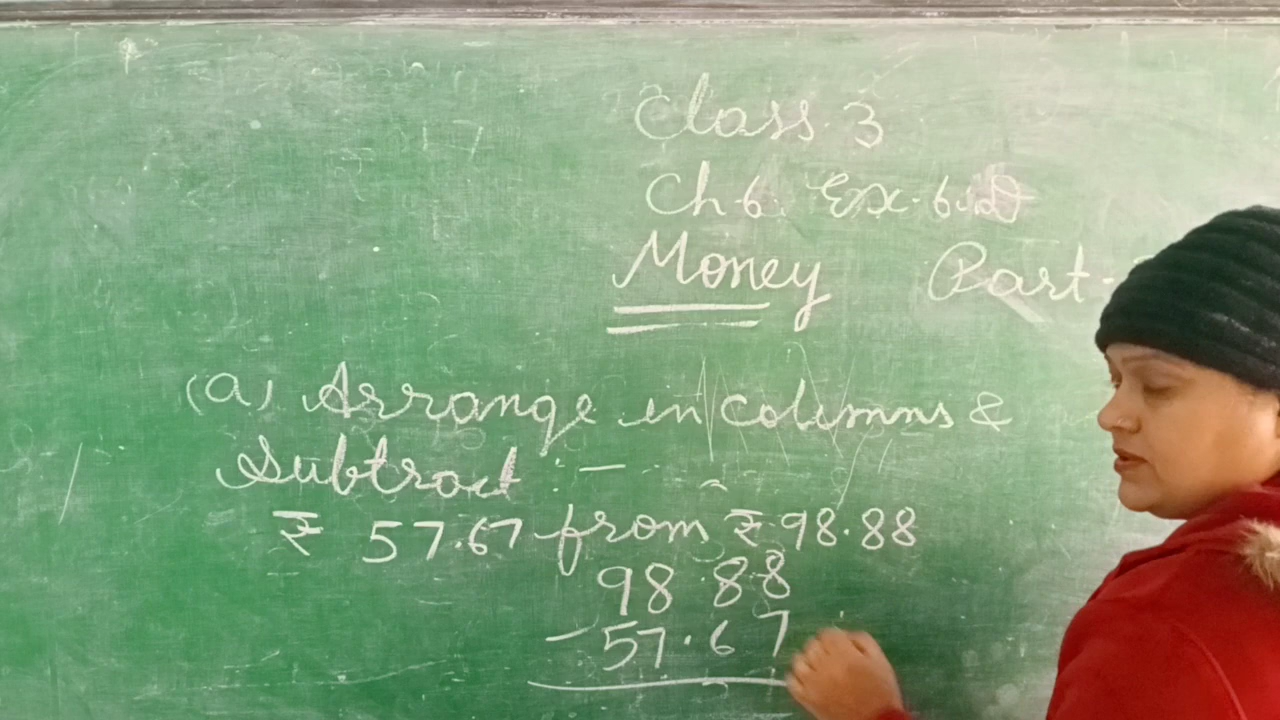 Class. 3
Ch-6. Ex. 6.D
Money Part-
(a) Arrange in columns &
Subtract :-
₹ 57.67 from ₹ 98.88
98.88
- 57.67